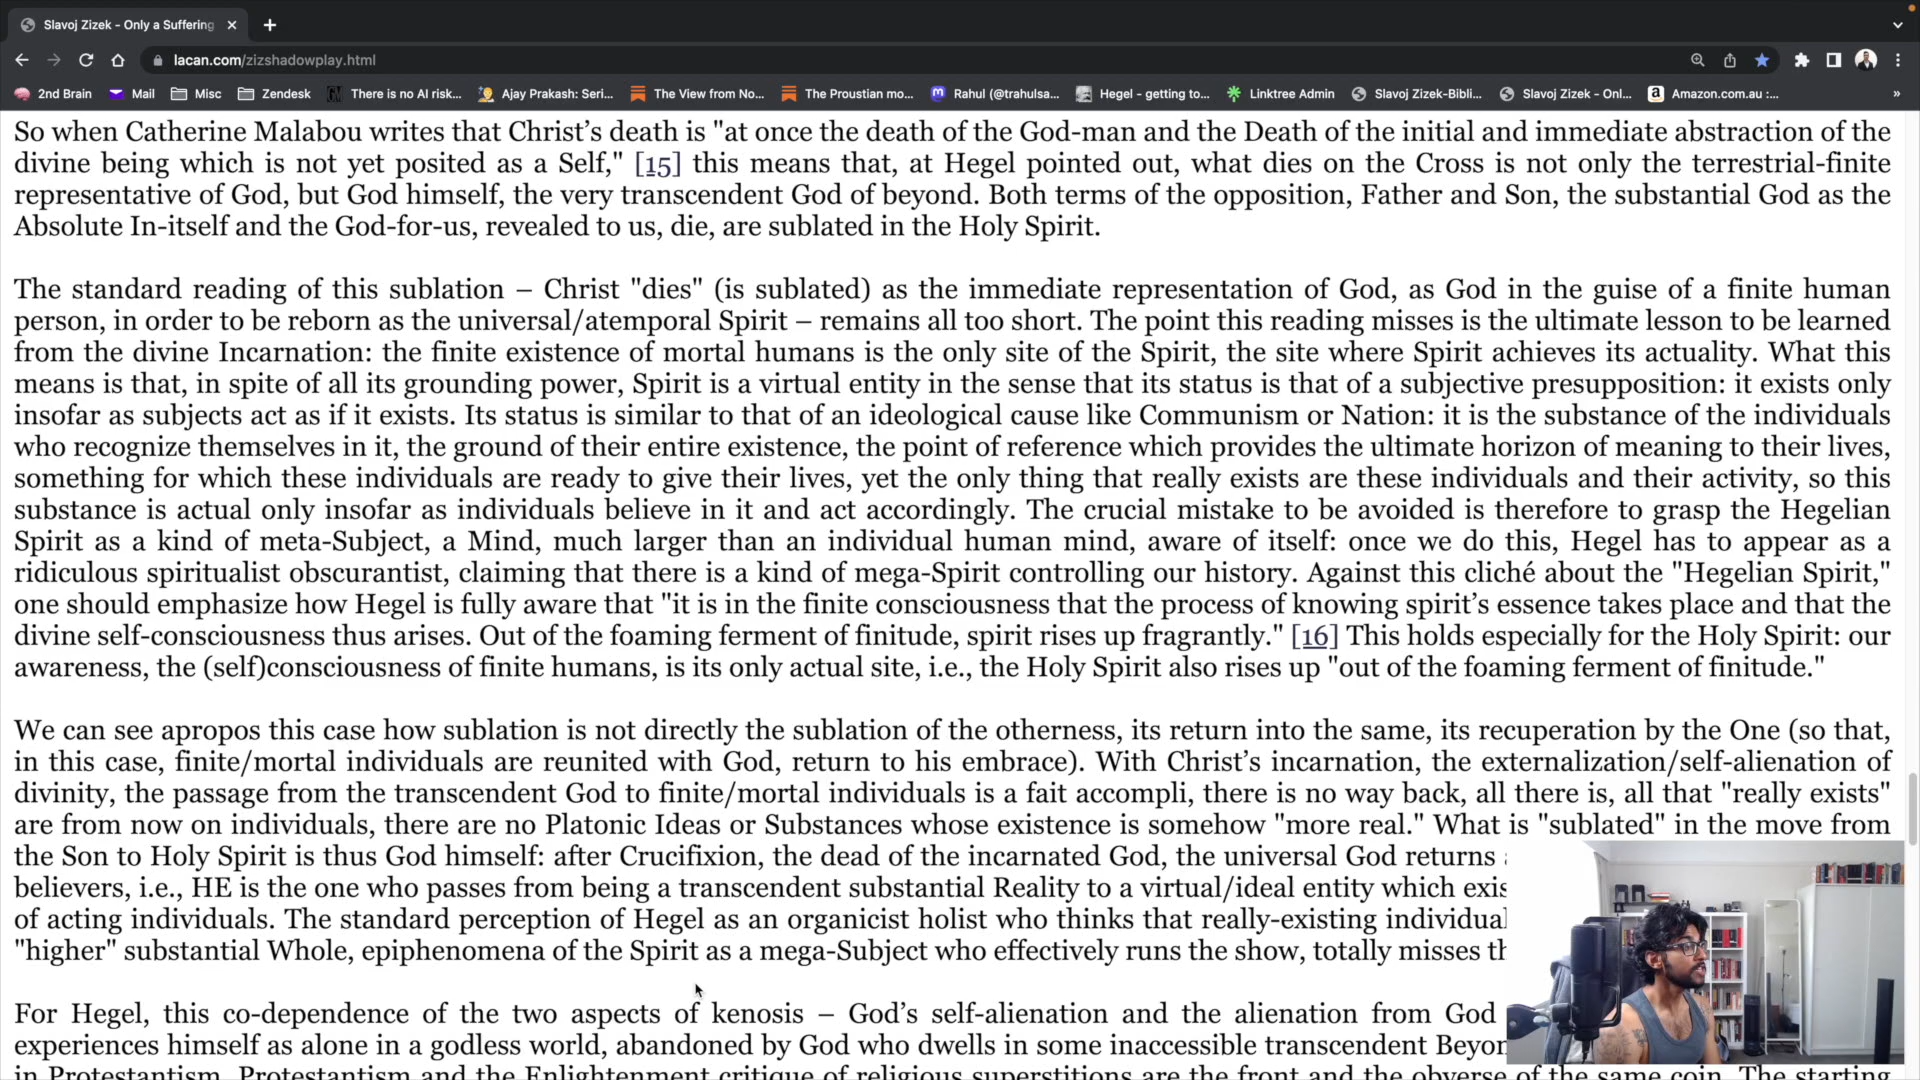 Slavoj Zizek - Only a Suffering
lacan.com/zizshadowplay.html
2nd Brain Mail Misc Zendesk There is no AI risk... Ajay Prakash: Seri... The View from No... The Proustian mo... Rahul (@trahulsa... Hegel - getting to... Linktree Admin Slavoj Zizek-Bibli... Slavoj Zizek - Onl... Amazon.com.au :... »
So when Catherine Malabou writes that Christ’s death is "at once the death of the God-man and the Death of the initial and immediate abstraction of the
divine being which is not yet posited as a Self," [15] this means that, at Hegel pointed out, what dies on the Cross is not only the terrestrial-finite
representative of God, but God himself, the very transcendent God of beyond. Both terms of the opposition, Father and Son, the substantial God as the
Absolute In-itself and the God-for-us, revealed to us, die, are sublated in the Holy Spirit.
The standard reading of this sublation – Christ "dies" (is sublated) as the immediate representation of God, as God in the guise of a finite human
person, in order to be reborn as the universal/atemporal Spirit – remains all too short. The point this reading misses is the ultimate lesson to be learned
from the divine Incarnation: the finite existence of mortal humans is the only site of the Spirit, the site where Spirit achieves its actuality. What this
means is that, in spite of all its grounding power, Spirit is a virtual entity in the sense that its status is that of a subjective presupposition: it exists only
insofar as subjects act as if it exists. Its status is similar to that of an ideological cause like Communism or Nation: it is the substance of the individuals
who recognize themselves in it, the ground of their entire existence, the point of reference which provides the ultimate horizon of meaning to their lives,
something for which these individuals are ready to give their lives, yet the only thing that really exists are these individuals and their activity, so this
substance is actual only insofar as individuals believe in it and act accordingly. The crucial mistake to be avoided is therefore to grasp the Hegelian
Spirit as a kind of meta-Subject, a Mind, much larger than an individual human mind, aware of itself: once we do this, Hegel has to appear as a
ridiculous spiritualist obscurantist, claiming that there is a kind of mega-Spirit controlling our history. Against this cliché about the "Hegelian Spirit,"
one should emphasize how Hegel is fully aware that "it is in the finite consciousness that the process of knowing spirit’s essence takes place and that the
divine self-consciousness thus arises. Out of the foaming ferment of finitude, spirit rises up fragrantly." [16] This holds especially for the Holy Spirit: our
awareness, the (self)consciousness of finite humans, is its only actual site, i.e., the Holy Spirit also rises up "out of the foaming ferment of finitude."
We can see apropos this case how sublation is not directly the sublation of the otherness, its return into the same, its recuperation by the One (so that,
in this case, finite/mortal individuals are reunited with God, return to his embrace). With Christ’s incarnation, the externalization/self-alienation of
divinity, the passage from the transcendent God to finite/mortal individuals is a fait accompli, there is no way back, all there is, all that "really exists"
are from now on individuals, there are no Platonic Ideas or Substances whose existence is somehow "more real." What is "sublated" in the move from
the Son to Holy Spirit is thus God himself: after Crucifixion, the dead of the incarnated God, the universal God returns
believers, i.e., HE is the one who passes from being a transcendent substantial Reality to a virtual/ideal entity which exis
of acting individuals. The standard perception of Hegel as an organicist holist who thinks that really-existing individual
"higher" substantial Whole, epiphenomena of the Spirit as a mega-Subject who effectively runs the show, totally misses th
For Hegel, this co-dependence of the two aspects of kenosis – God’s self-alienation and the alienation from God
experiences himself as alone in a godless world, abandoned by God who dwells in some inaccessible transcendent Beyon
in Protestantism. Protestantism and the Enlightenment critique of religious superstitions are the front and the obverse of the same coin. The starting